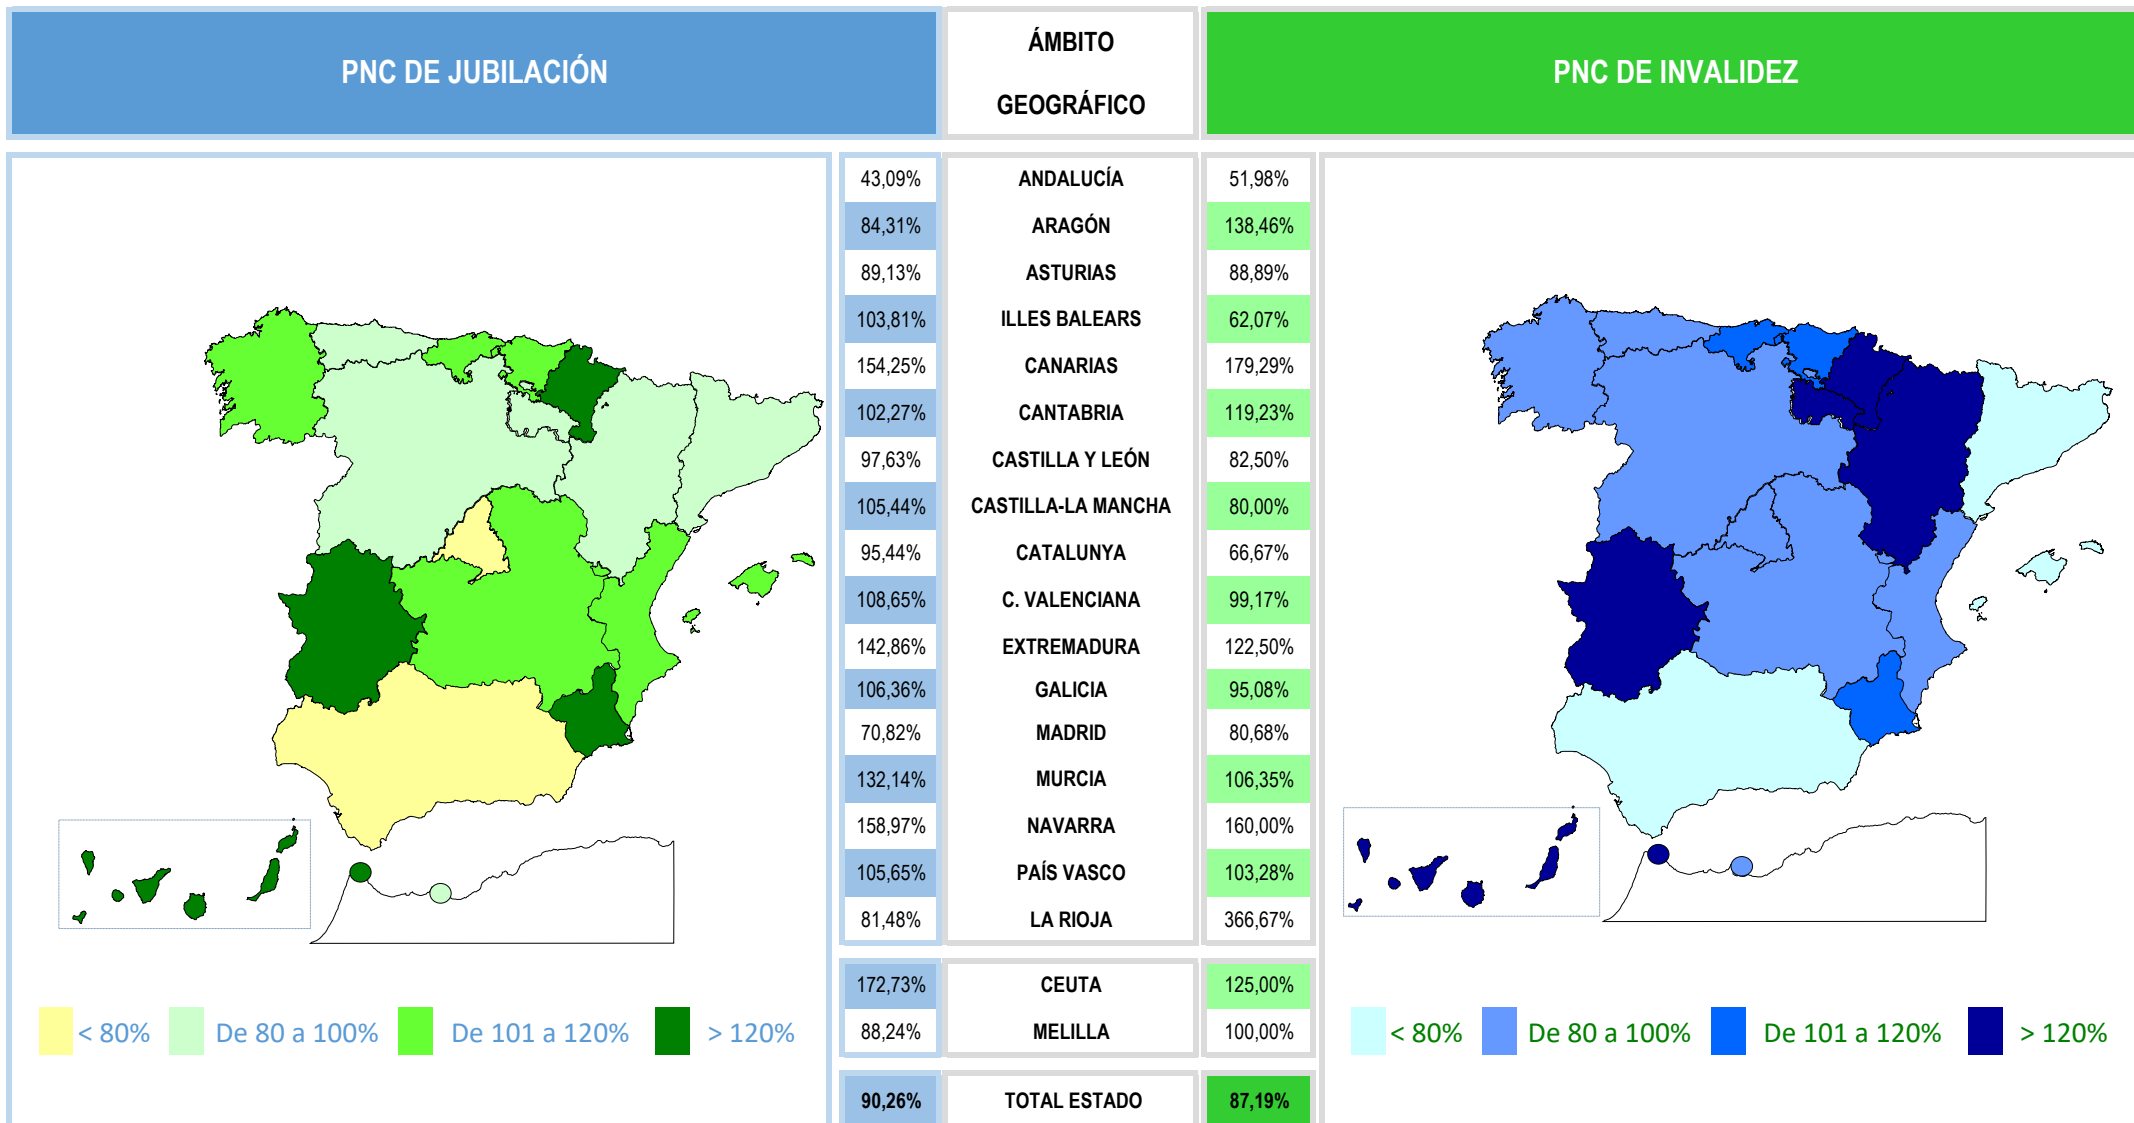 PNC DE JUBILACIÓN
ÁMBITO
GEOGRÁFICO
PNC DE INVALIDEZ
43,09% ANDALUCÍA 51,98%
84,31% ARAGÓN 138,46%
89,13% ASTURIAS 88,89%
103,81% ILLES BALEARS 62,07%
154,25% CANARIAS 179,29%
102,27% CANTABRIA 119,23%
97,63% CASTILLA Y LEÓN 82,50%
105,44% CASTILLA-LA MANCHA 80,00%
95,44% CATALUNYA 66,67%
108,65% C. VALENCIANA 99,17%
142,86% EXTREMADURA 122,50%
106,36% GALICIA 95,08%
70,82% MADRID 80,68%
132,14% MURCIA 106,35%
158,97% NAVARRA 160,00%
105,65% PAÍS VASCO 103,28%
81,48% LA RIOJA 366,67%
172,73% CEUTA 125,00%
88,24% MELILLA 100,00%
90,26% TOTAL ESTADO 87,19%
< 80% De 80 a 100% De 101 a 120% > 120%
< 80% De 80 a 100% De 101 a 120% > 120%